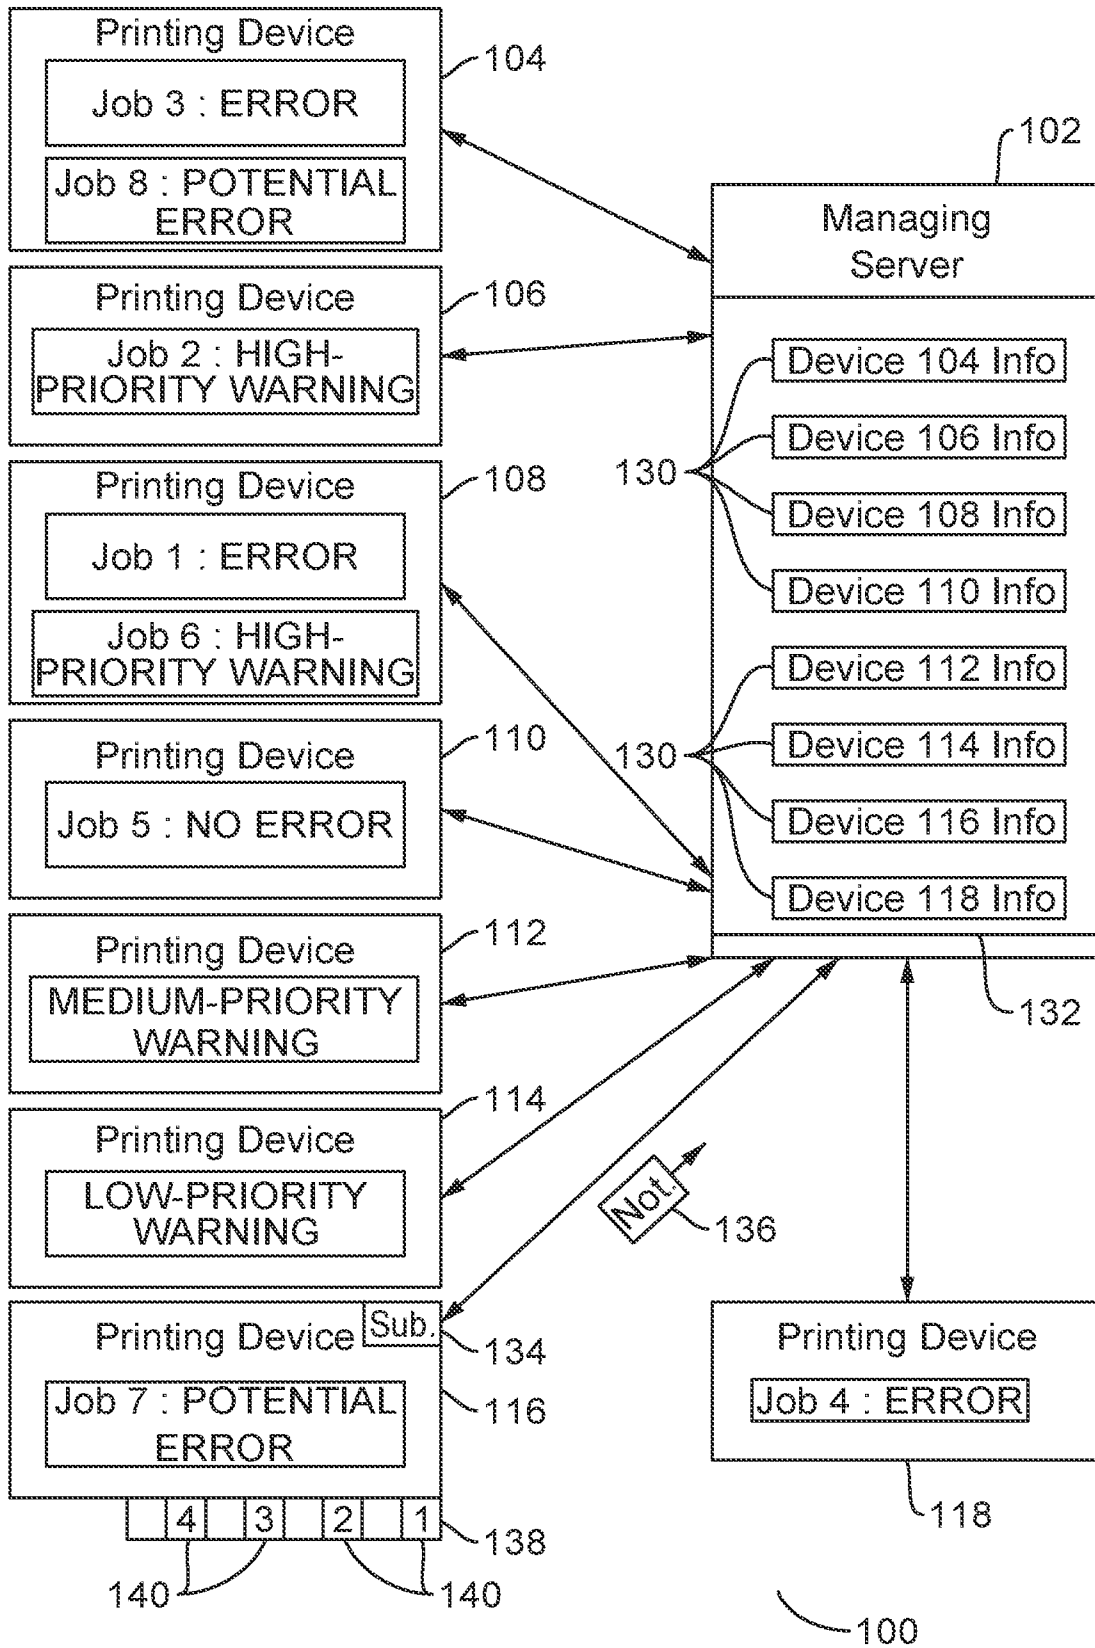 Printing Device
104
Job 3 : ERROR
Job 8 : POTENTIAL
ERROR
Printing Device
106
Job 2 : HIGH-
PRIORITY WARNING
Printing Device
108
Job 1 : ERROR
Job 6 : HIGH-
PRIORITY WARNING
Printing Device
110
Job 5 : NO ERROR
Printing Device
112
MEDIUM-PRIORITY
WARNING
Printing Device
114
LOW-PRIORITY
WARNING
Printing Device
Sub.
134
116
Job 7 : POTENTIAL
ERROR
4 3 2 1
138
140 140
102
Managing
Server
Device 104 Info
Device 106 Info
130
Device 108 Info
Device 110 Info
Device 112 Info
130
Device 114 Info
Device 116 Info
Device 118 Info
132
Not.
136
Printing Device
Job 4 : ERROR
118
100